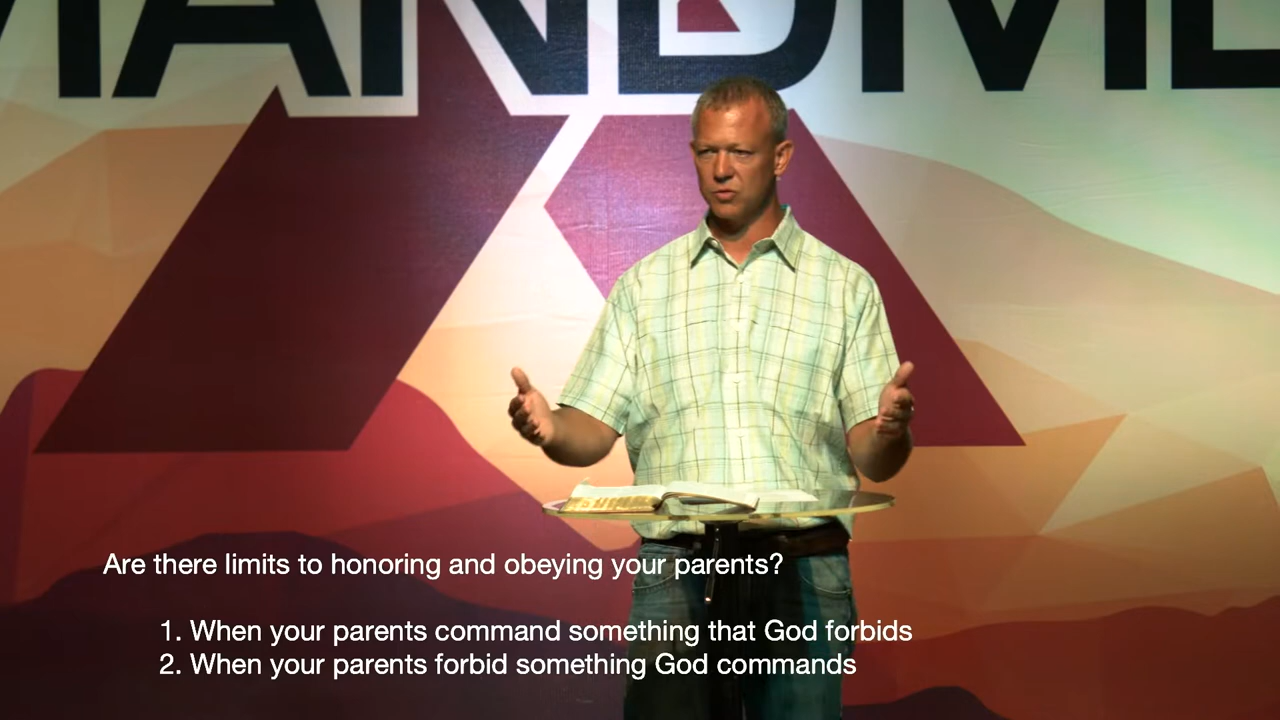 MANDME
Are there limits to honoring and obeying your parents?
1. When your parents command something that God forbids
2. When your parents forbid something God commands